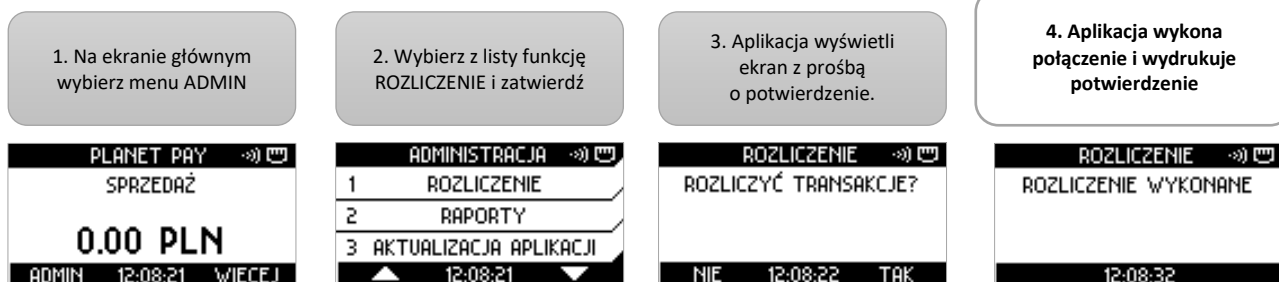 1. Na ekranie głównym
wybierz menu ADMIN
2. Wybierz z listy funkcję
ROZLICZENIE i zatwierdź
3. Aplikacja wyświetli
ekran z prośbą
o potwierdzenie.
4. Aplikacja wykona
połączenie i wydrukuje
potwierdzenie
PLANET PAY
SPRZEDAŻ
0.00 PLN
ADMIN 12:08:21 WIĘCEJ
ADMINISTRACJA
1 ROZLICZENIE
2 RAPORTY
3 AKTUALIZACJA APLIKACJI
12:08:21
ROZLICZENIE
ROZLICZYĆ TRANSAKCJE?
NIE 12:08:22 TAK
ROZLICZENIE
ROZLICZENIE WYKONANE
12:08:32